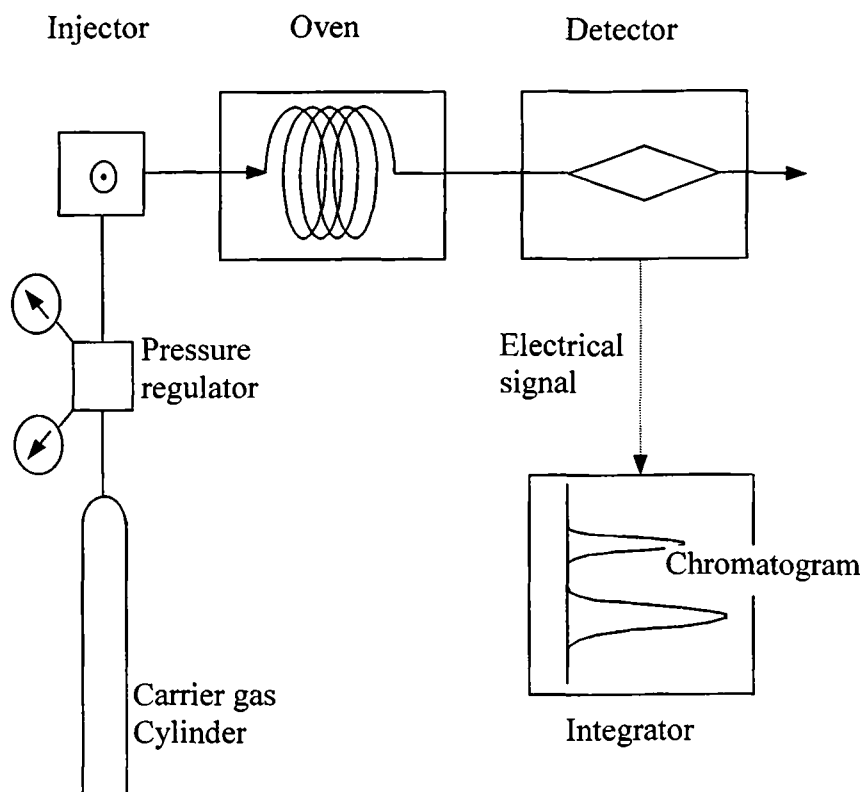 Injector
Oven
Detector
Pressure
regulator
Electrical
signal
Chromatogram
Carrier gas
Cylinder
Integrator